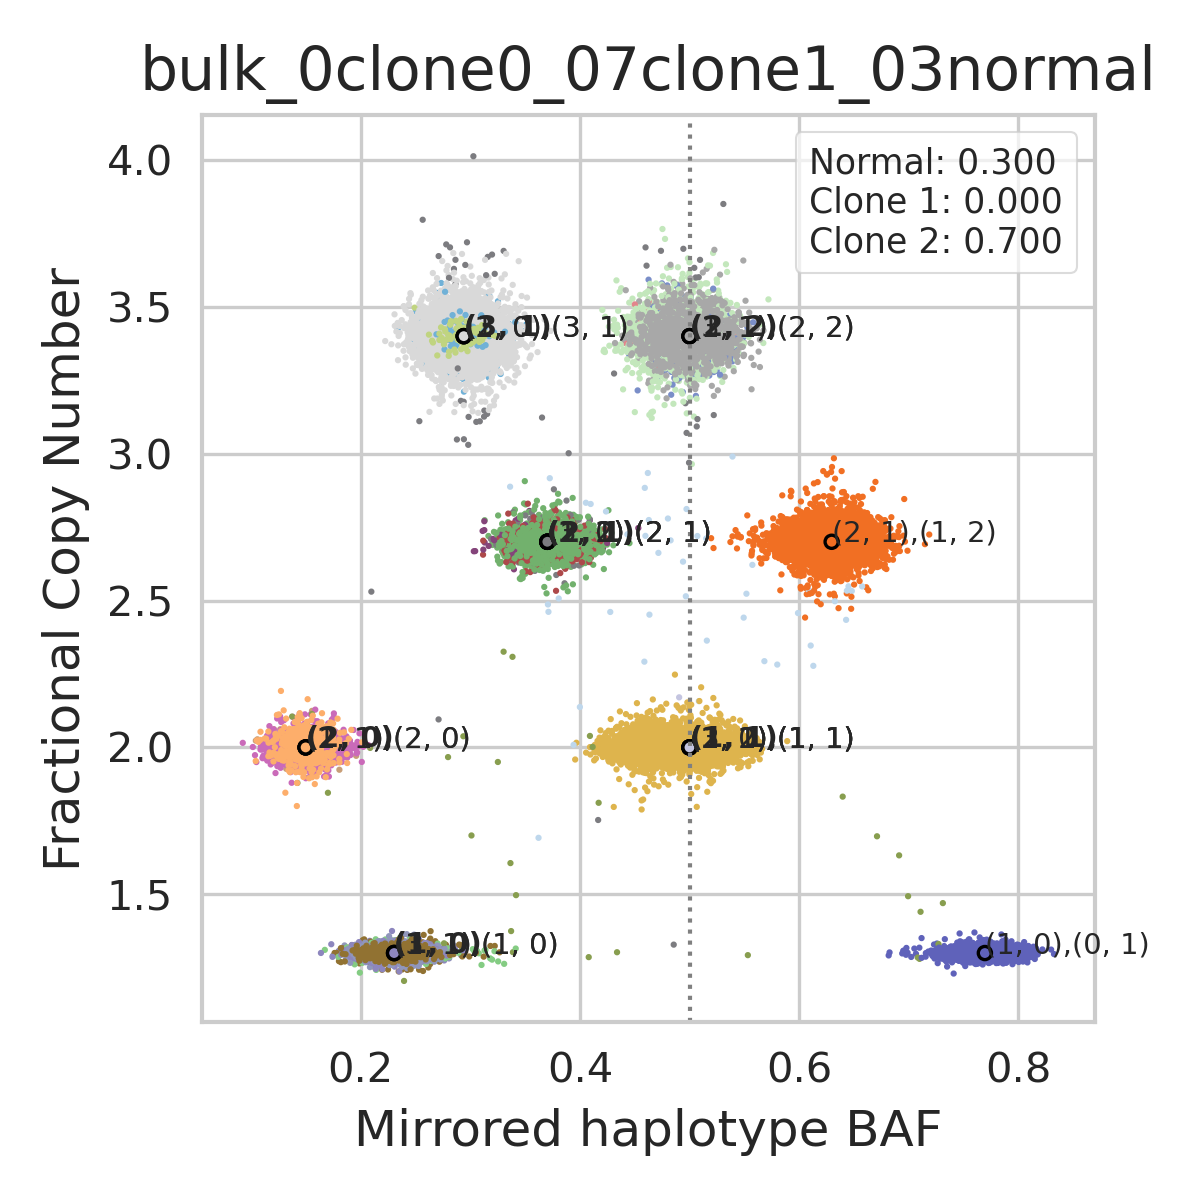 bulk_0clone0_07clone1_03normal
Normal: 0.300
Clone 1: 0.000
Clone 2: 0.700
Fractional Copy Number
4.0
3.5
3.0
2.5
2.0
1.5
(3, 1)
(2, 2)
(2, 1)
(2, 1),(1, 2)
(2, 0)
(1, 1)
(1, 0)
(1, 0),(0, 1)
0.2
0.4
0.6
0.8
Mirrored haplotype BAF